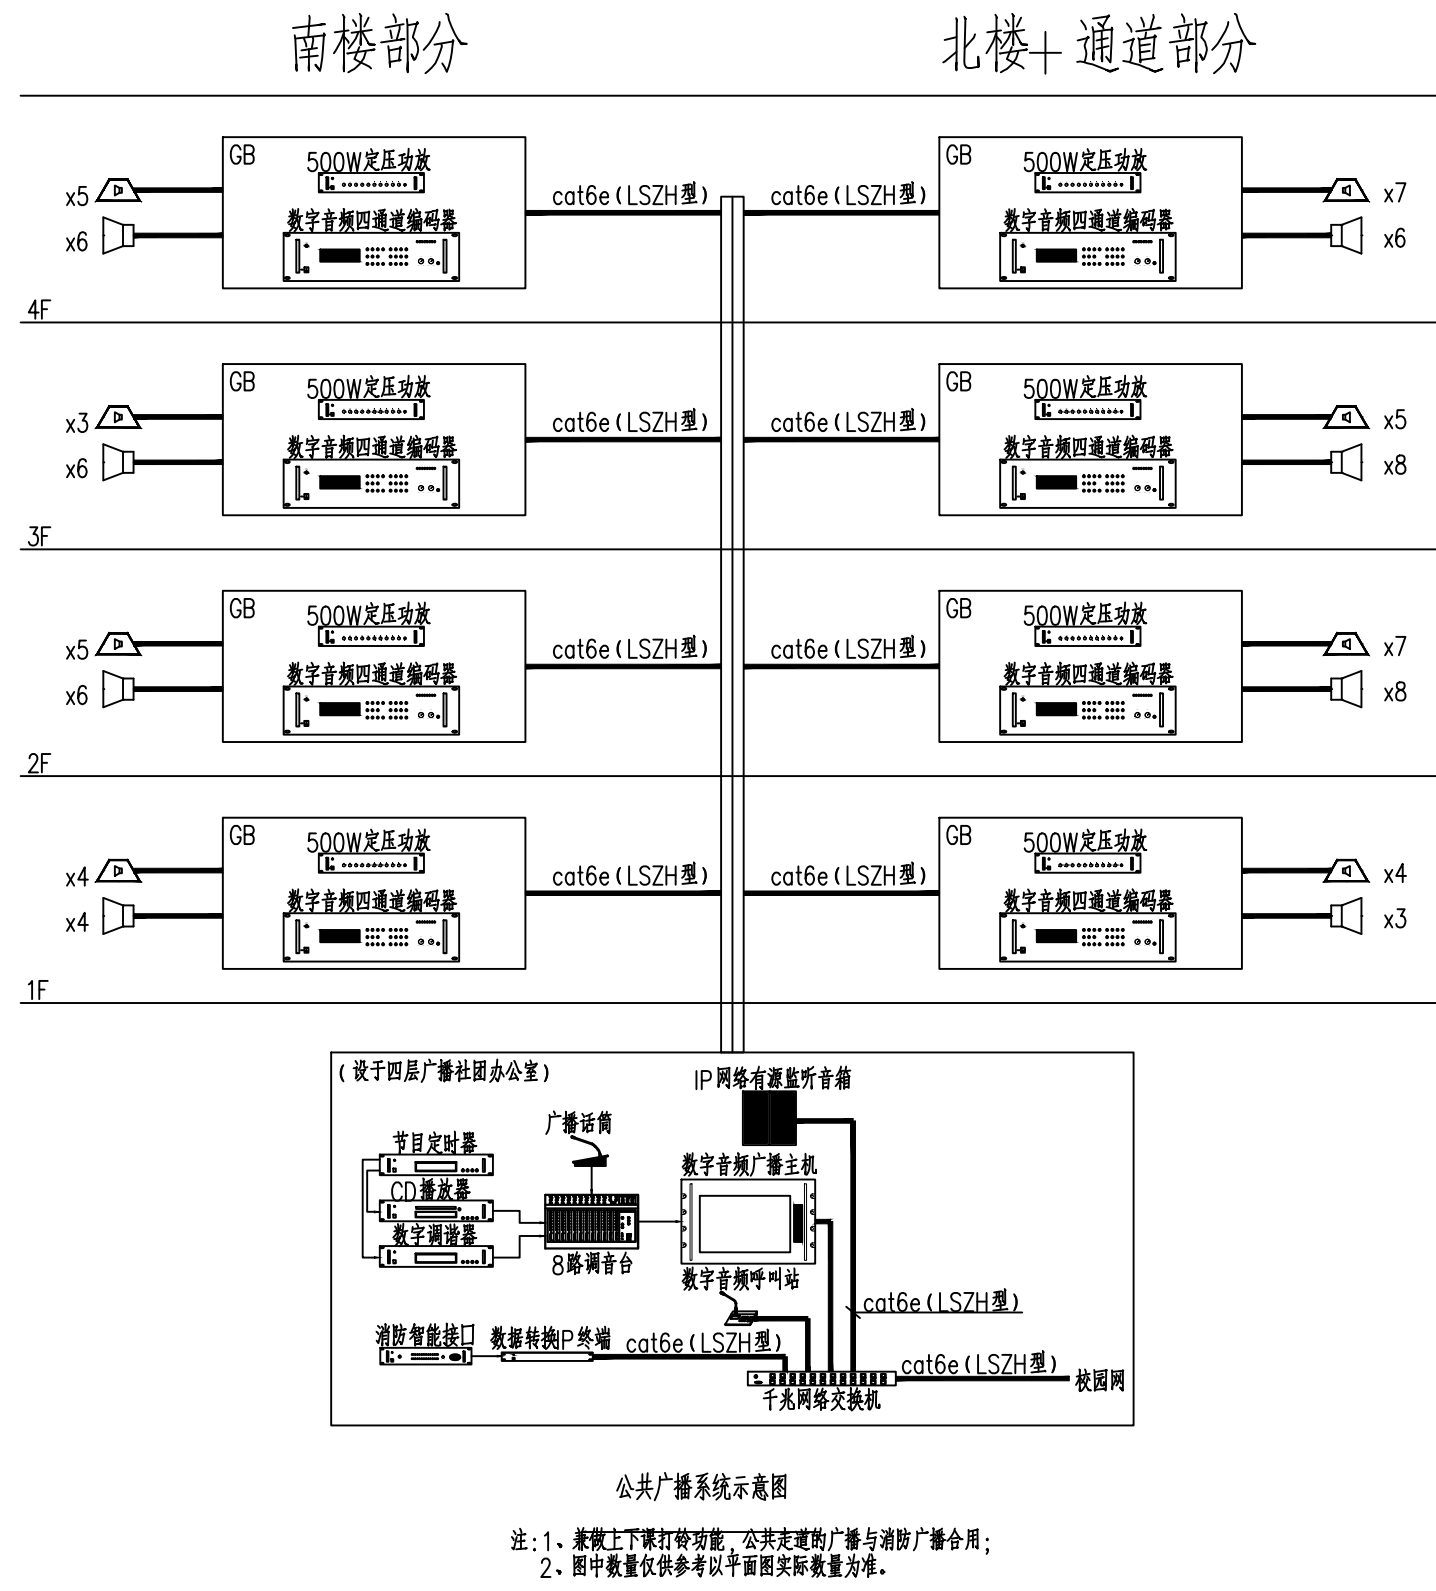 南楼部分 北楼+通道部分
GB 500W定压功放 GB 500W定压功放
x5 cat6e(LSZH型) cat6e(LSZH型) x7
数字音频四通道编码器 数字音频四通道编码器
x6 x6
4F
GB 500W定压功放 GB 500W定压功放
x3 cat6e(LSZH型) cat6e(LSZH型) x5
数字音频四通道编码器 数字音频四通道编码器
x6 x8
3F
GB 500W定压功放 GB 500W定压功放
x5 cat6e(LSZH型) cat6e(LSZH型) x7
数字音频四通道编码器 数字音频四通道编码器
x6 x8
2F
GB 500W定压功放 GB 500W定压功放
x4 cat6e(LSZH型) cat6e(LSZH型) x4
数字音频四通道编码器 数字音频四通道编码器
x4 x3
1F
(设于四层广播社团办公室)
IP网络有源监听音箱
广播话筒
节目定时器
数字音频广播主机
CD播放器
数字调谐器
8路调音台
数字音频呼叫站
cat6e(LSZH型)
消防智能接口 数据转换IP终端 cat6e(LSZH型)
cat6e(LSZH型) 校园网
千兆网络交换机
公共广播系统示意图
注:1、兼做上下课打铃功能,公共走道的广播与消防广播合用;
2、图中数量仅供参考以平面图实际数量为准。